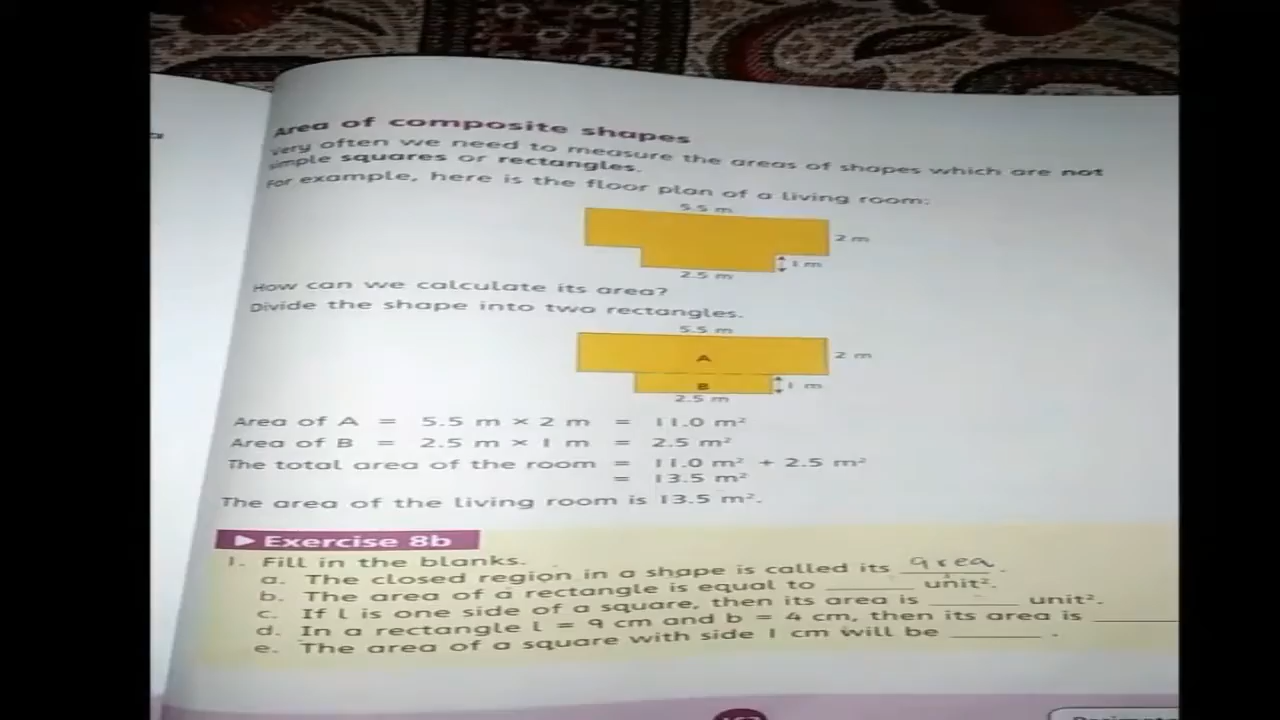 Area of composite shapes
Very often we need to measure the areas of shapes which are not
simple squares or rectangles.
For example, here is the floor plan of a living room:
5.5 m
2 m
1 m
2.5 m
How can we calculate its area?
Divide the shape into two rectangles.
5.5 m
A
2 m
B
1 m
2.5 m
Area of A = 5.5 m × 2 m = 11.0 m²
Area of B = 2.5 m × 1 m = 2.5 m²
The total area of the room = 11.0 m² + 2.5 m²
= 13.5 m²
The area of the living room is 13.5 m².
Exercise 8b
1. Fill in the blanks.
a. The closed region in a shape is called its area.
b. The area of a rectangle is equal to ______ unit².
c. If l is one side of a square, then its area is ______ unit².
d. In a rectangle l = 9 cm and b = 4 cm, then its area is ______
e. The area of a square with side 1 cm will be ______.